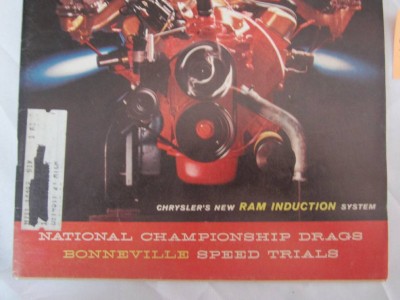 CHRYSLER'S NEW RAM INDUCTION SYSTEM
NATIONAL CHAMPIONSHIP DRAGS
BONNEVILLE SPEED TRIALS